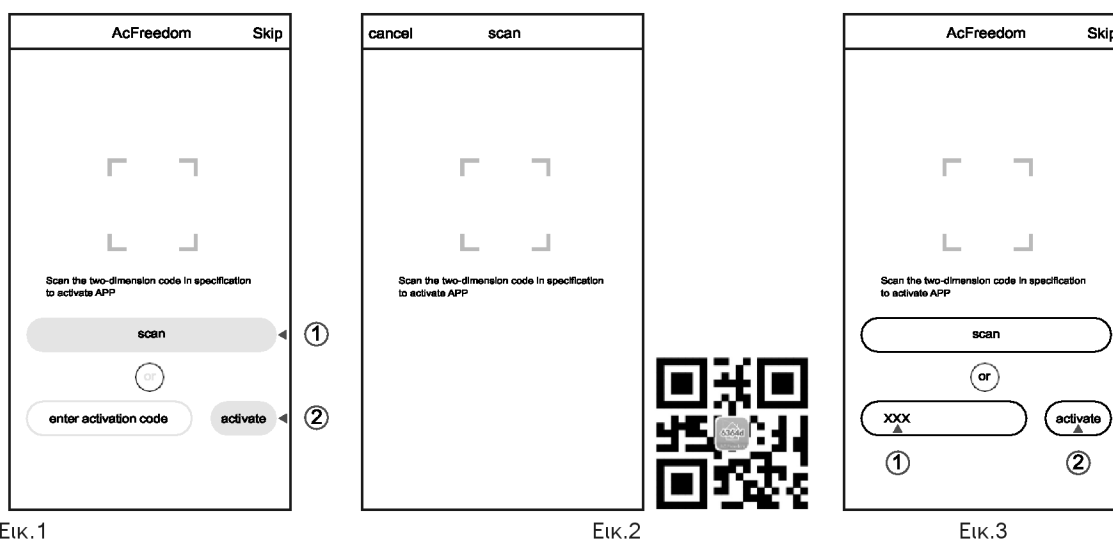 AcFreedom Skip
Scan the two-dimension code in specification
to activate APP
scan
①
or
enter activation code activate
②
cancel scan
Scan the two-dimension code in specification
to activate APP
6364d
AcFreedom Skip
Scan the two-dimension code in specification
to activate APP
scan
or
XXX activate
① ②
Εικ.1 Εικ.2 Εικ.3